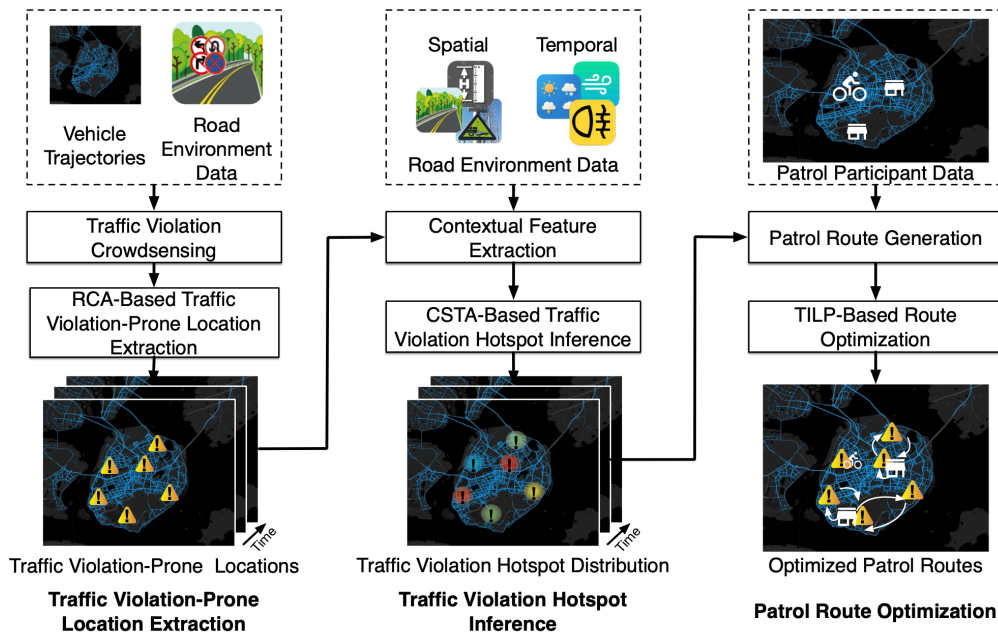 Vehicle
Trajectories
Road
Environment
Data
Traffic Violation
Crowdsensing
RCA-Based Traffic
Violation-Prone Location
Extraction
Time
Traffic Violation-Prone Locations
Traffic Violation-Prone
Location Extraction
Spatial
Temporal
H
Road Environment Data
Contextual Feature
Extraction
CSTA-Based Traffic
Violation Hotspot Inference
Time
Traffic Violation Hotspot Distribution
Traffic Violation Hotspot
Inference
Patrol Participant Data
Patrol Route Generation
TILP-Based Route
Optimization
Optimized Patrol Routes
Patrol Route Optimization